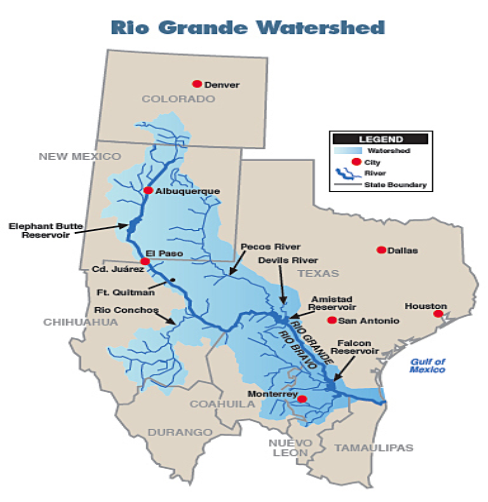 Rio Grande Watershed
Denver
COLORADO
LEGEND
Watershed
City
River
State Boundary
NEW MEXICO
Albuquerque
Elephant Butte
Reservoir
El Paso
Cd. Juárez
Pecos River
Devils River
Dallas
TEXAS
Ft. Quitman
Rio Conchos
Amistad
Reservoir
Houston
CHIHUAHUA
San Antonio
RIO GRANDE
RIO BRAVO
Falcon
Reservoir
Gulf of
Mexico
Monterrey
COAHUILA
DURANGO
NUEVO
LEON
TAMAULIPAS